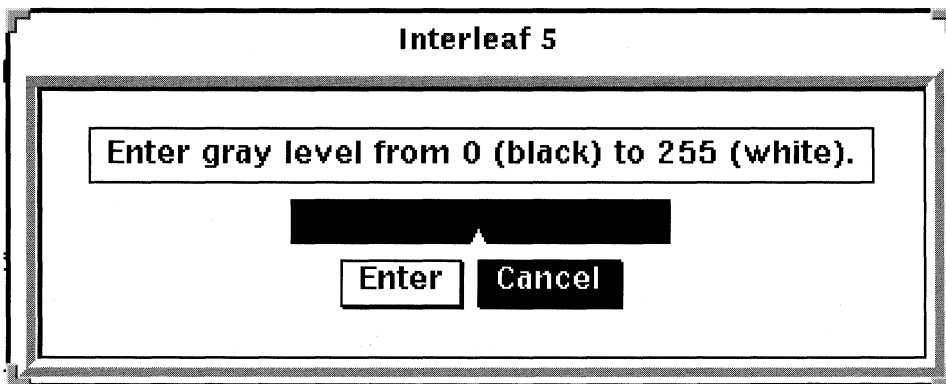 Interleaf 5
Enter gray level from 0 (black) to 255 (white).
Enter Cancel